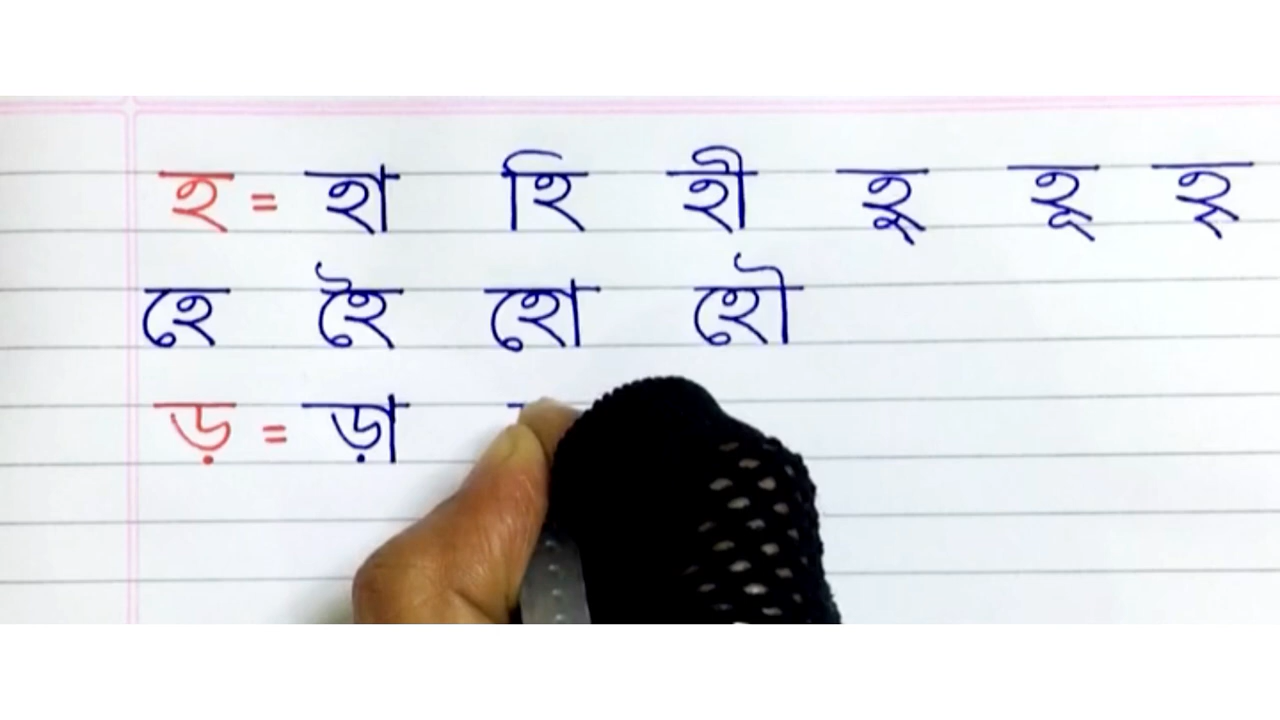 হ = হা হি হী হু হূ হৃ
হে হৈ হো হৌ
ড় = ড়া